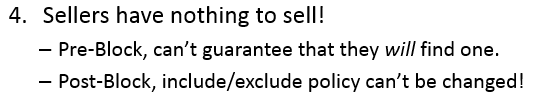 4. Sellers have nothing to sell!
– Pre-Block, can’t guarantee that they will find one.
– Post-Block, include/exclude policy can’t be changed!